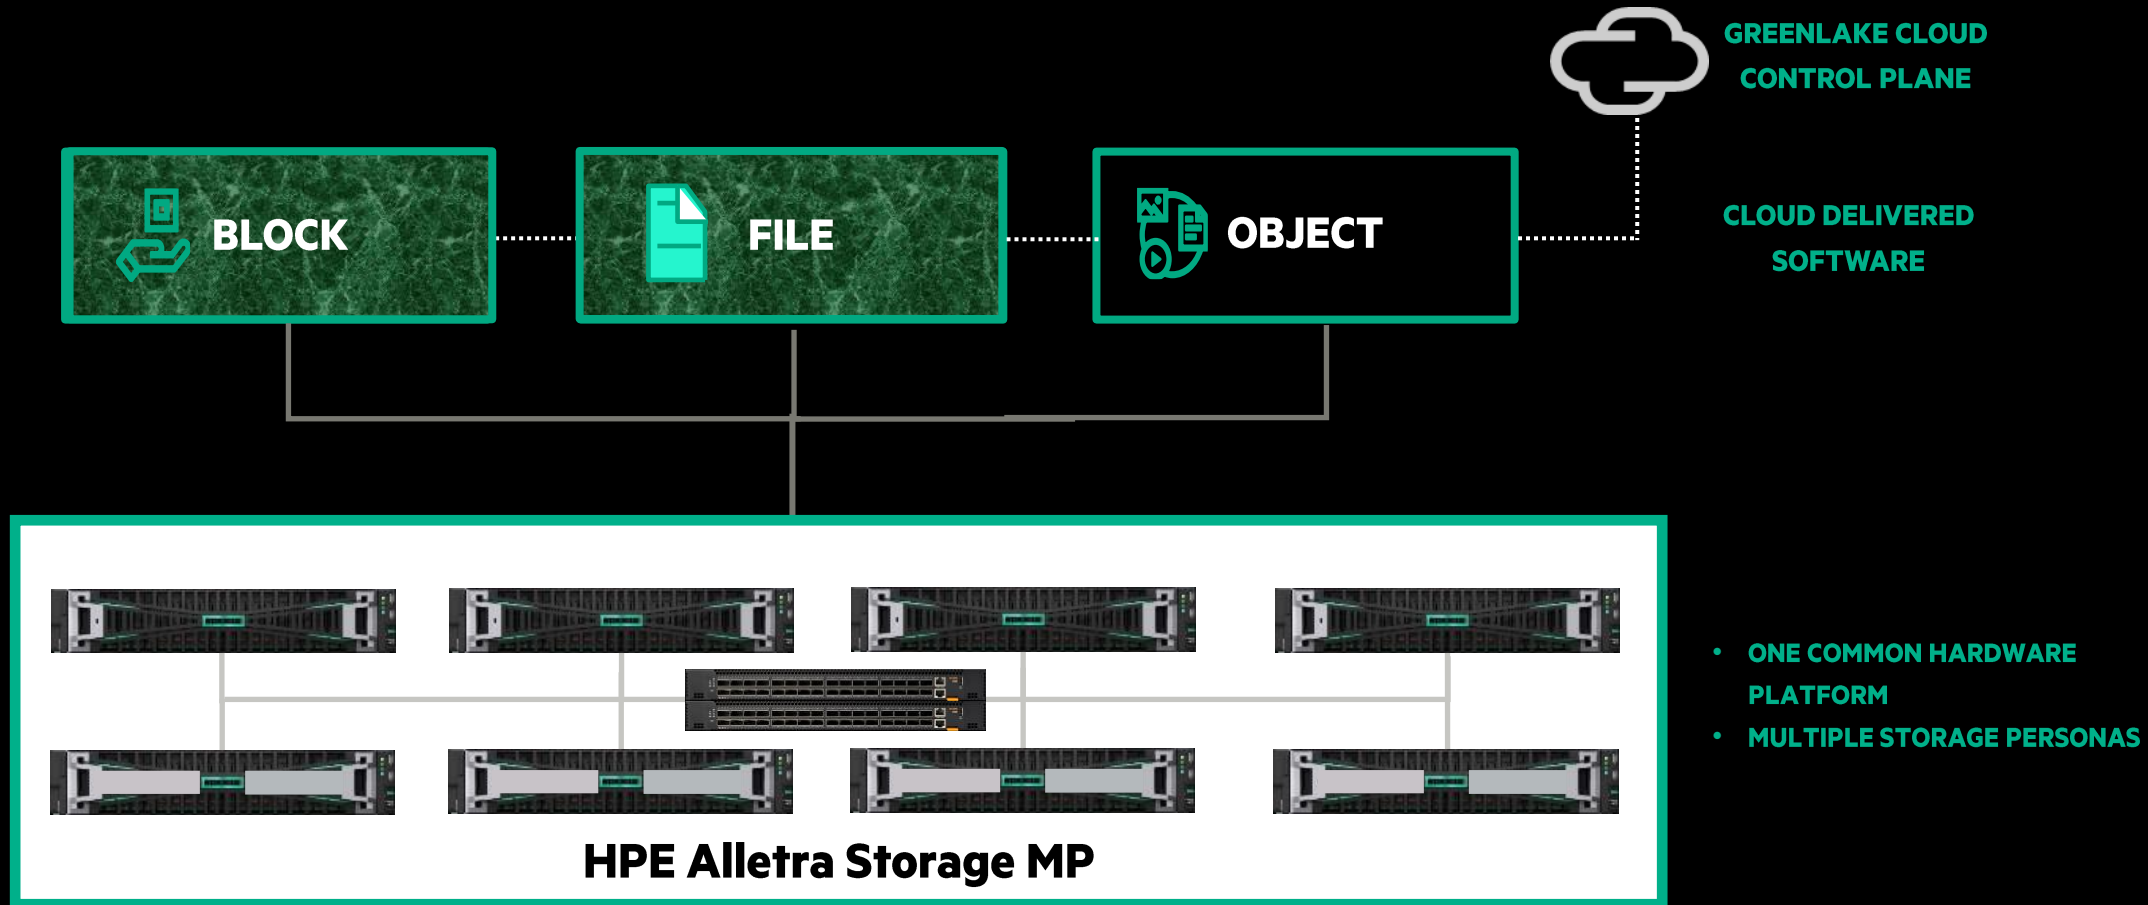 GREENLAKE CLOUD
CONTROL PLANE
BLOCK
FILE
OBJECT
CLOUD DELIVERED
SOFTWARE
• ONE COMMON HARDWARE
PLATFORM
• MULTIPLE STORAGE PERSONAS
HPE Alletra Storage MP